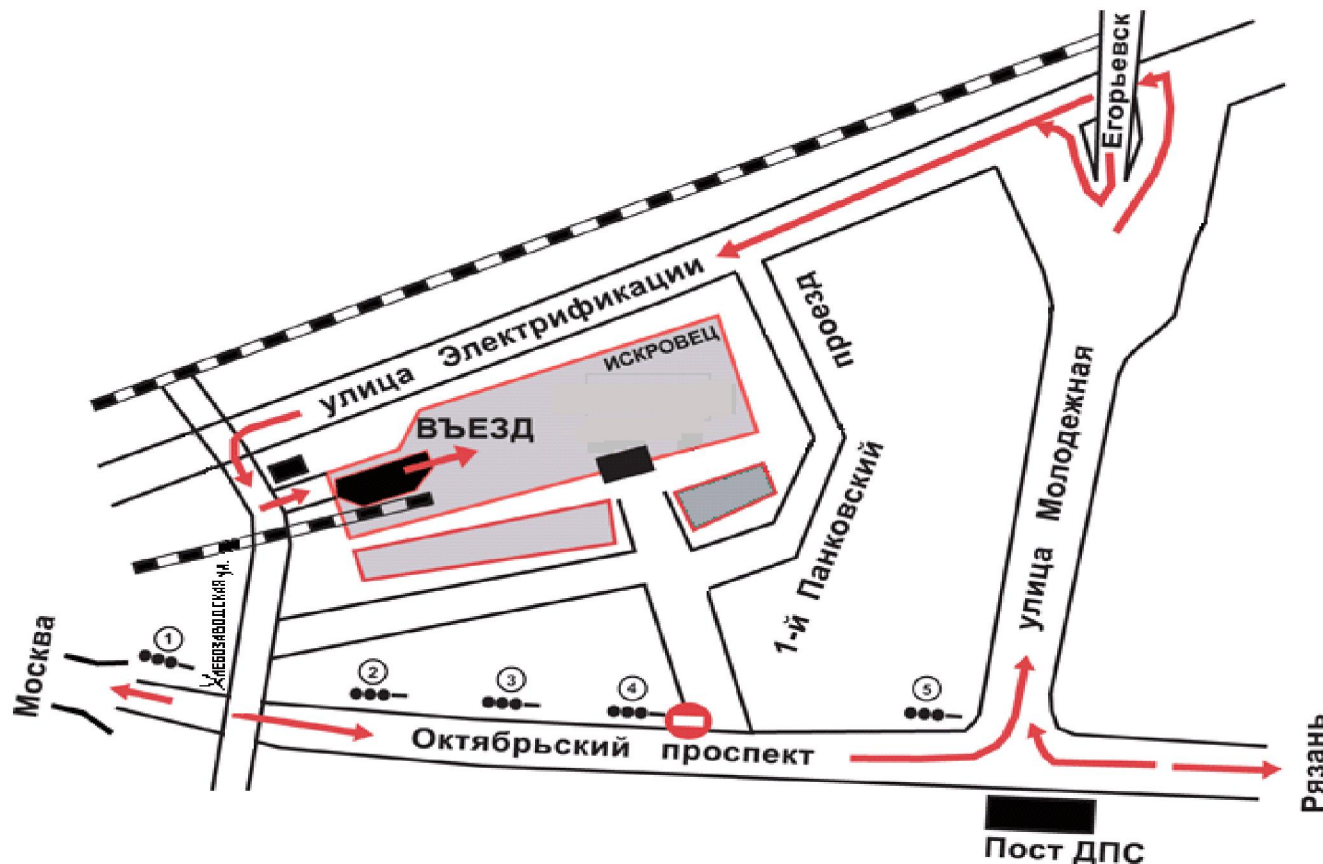 Егорьевск
улица Электрификации
проезд
ИСКРОВЕЦ
ВЪЕЗД
1-й Панковский
улица Молодежная
ХЛЕБОЗАВОДСКАЯ УЛ.
Москва
1
2
3
4
5
Октябрьский проспект
Рязань
Пост ДПС